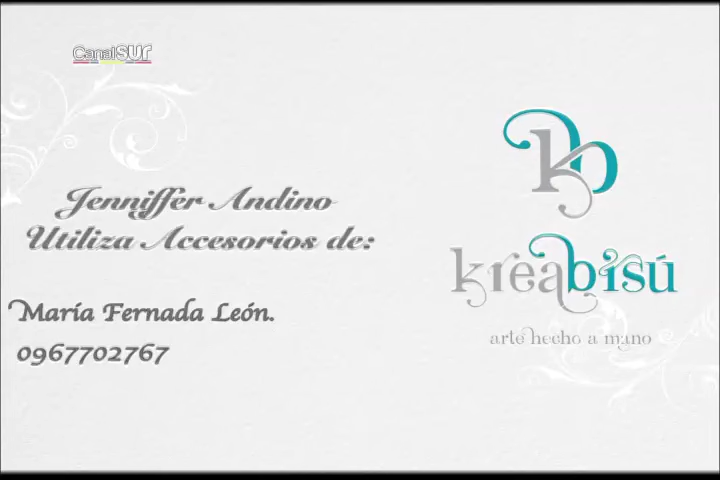 CanalSUR
Jenniffer Andino
Utiliza Accesorios de:
María Fernada León.
0967702767
kb
kreabisú
arte hecho a mano